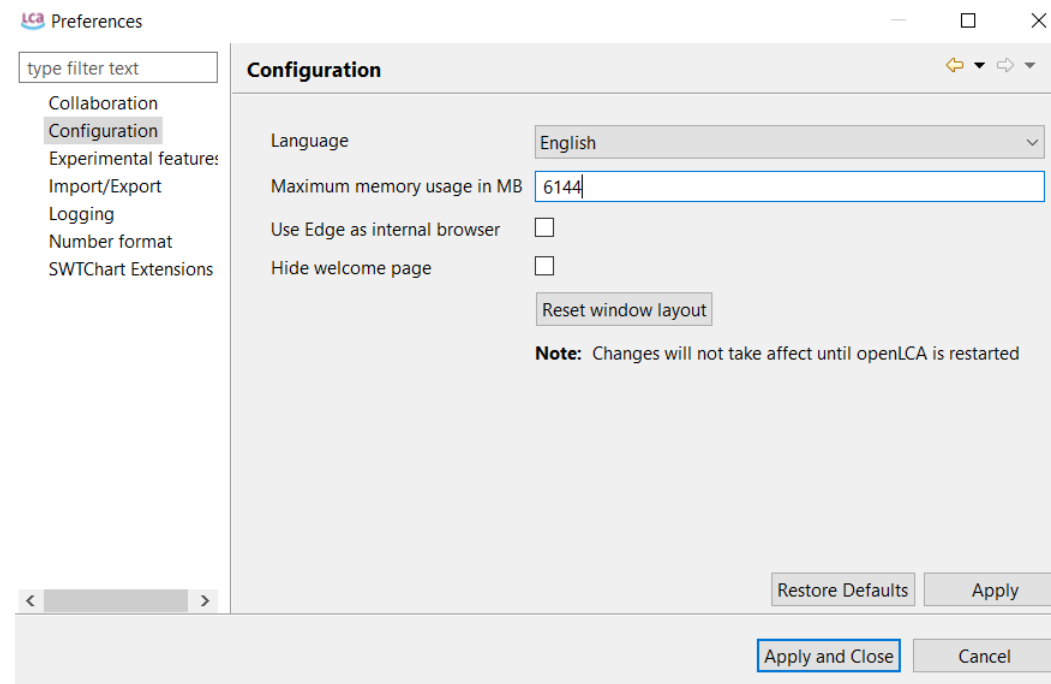 LCa Preferences
type filter text
Collaboration
Configuration
Experimental features
Import/Export
Logging
Number format
SWTChart Extensions
Configuration
Language
English
Maximum memory usage in MB
6144
Use Edge as internal browser
Hide welcome page
Reset window layout
Note: Changes will not take affect until openLCA is restarted
Restore Defaults
Apply
Apply and Close
Cancel